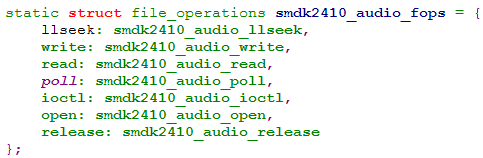 static struct file_operations smdk2410_audio_fops = {
    llseek: smdk2410_audio_llseek,
    write: smdk2410_audio_write,
    read: smdk2410_audio_read,
    poll: smdk2410_audio_poll,
    ioctl: smdk2410_audio_ioctl,
    open: smdk2410_audio_open,
    release: smdk2410_audio_release
};